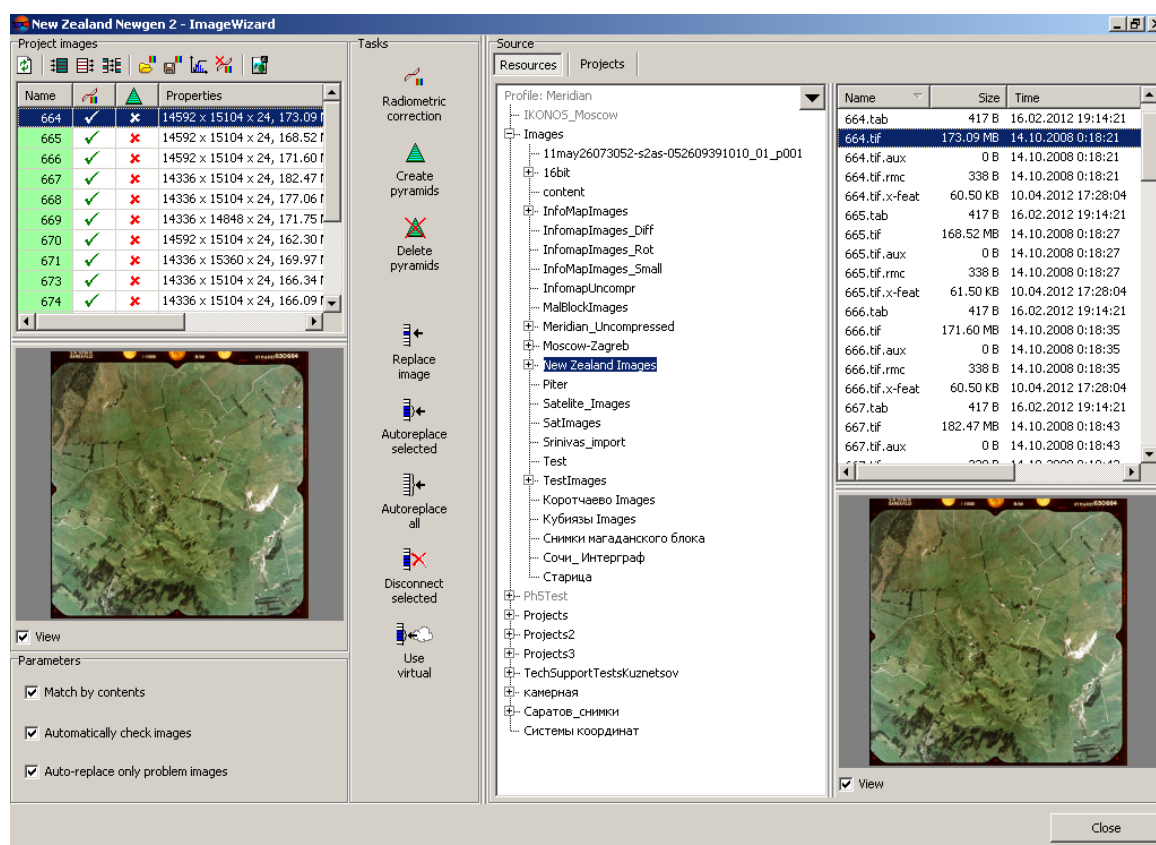 New Zealand Newgen 2 - ImageWizard
Project images
Name Properties
664 14592 x 15104 x 24, 173.09
665 14592 x 15104 x 24, 168.52
666 14592 x 15104 x 24, 171.60
667 14336 x 15104 x 24, 182.47
668 14336 x 15104 x 24, 177.06
669 14336 x 14848 x 24, 171.75
670 14592 x 15104 x 24, 162.30
671 14336 x 15360 x 24, 169.97
673 14336 x 15104 x 24, 166.34
674 14336 x 15104 x 24, 166.09
630664
View
Parameters
Match by contents
Automatically check images
Auto-replace only problem images
Tasks
Radiometric
correction
Create
pyramids
Delete
pyramids
Replace
image
Autoreplace
selected
Autoreplace
all
Disconnect
selected
Use
virtual
Source
Resources Projects
Profile: Meridian
IKONOS_Moscow
Images
11may26073052-s2as-052609391010_01_p001
16bit
content
InfoMapImages
InfomapImages_Diff
InfomapImages_Rot
InfoMapImages_Small
InfomapUncompr
MalBlockImages
Meridian_Uncompressed
Moscow-Zagreb
New Zealand Images
Piter
Satelite_Images
SatImages
Srinivas_import
Test
TestImages
Коротчаево Images
Кубиязы Images
Снимки магаданского блока
Сочи_ Интерграф
Старица
Ph5Test
Projects
Projects2
Projects3
TechSupportTestsKuznetsov
камерная
Саратов_снимки
Системы координат
Name Size Time
664.tab 417 B 16.02.2012 19:14:21
664.tif 173.09 MB 14.10.2008 0:18:21
664.tif.aux 0 B 14.10.2008 0:18:21
664.tif.rmc 338 B 14.10.2008 0:18:21
664.tif.x-feat 60.50 KB 10.04.2012 17:28:04
665.tab 417 B 16.02.2012 19:14:21
665.tif 168.52 MB 14.10.2008 0:18:27
665.tif.aux 0 B 14.10.2008 0:18:27
665.tif.rmc 338 B 14.10.2008 0:18:27
665.tif.x-feat 61.50 KB 10.04.2012 17:28:04
666.tab 417 B 16.02.2012 19:14:21
666.tif 171.60 MB 14.10.2008 0:18:35
666.tif.aux 0 B 14.10.2008 0:18:35
666.tif.rmc 338 B 14.10.2008 0:18:35
666.tif.x-feat 60.50 KB 10.04.2012 17:28:04
667.tab 417 B 16.02.2012 19:14:21
667.tif 182.47 MB 14.10.2008 0:18:43
667.tif.aux 0 B 14.10.2008 0:18:43
630664
View
Close